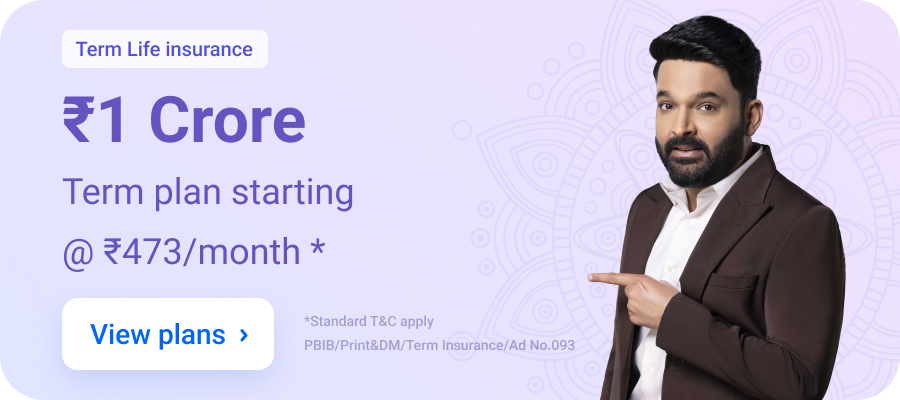 Term Life insurance
₹1 Crore
Term plan starting
@ ₹473/month *
View plans ›
*Standard T&C apply
PBIB/Print&DM/Term Insurance/Ad No.093